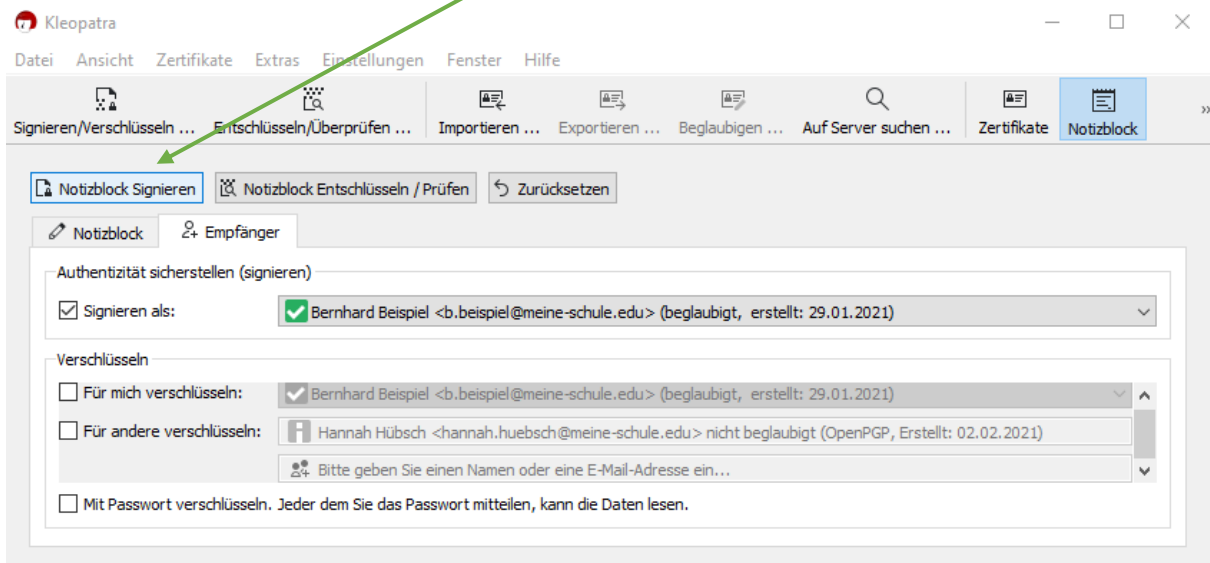 Kleopatra
Datei Ansicht Zertifikate Extras Einstellungen Fenster Hilfe
Signieren/Verschlüsseln ... Entschlüsseln/Überprüfen ... Importieren ... Exportieren ... Beglaubigen ... Auf Server suchen ... Zertifikate Notizblock »
Notizblock Signieren Notizblock Entschlüsseln / Prüfen Zurücksetzen
Notizblock Empfänger
Authentizität sicherstellen (signieren)
Signieren als: Bernhard Beispiel <b.beispiel@meine-schule.edu> (beglaubigt, erstellt: 29.01.2021)
Verschlüsseln
Für mich verschlüsseln: Bernhard Beispiel <b.beispiel@meine-schule.edu> (beglaubigt, erstellt: 29.01.2021)
Für andere verschlüsseln: Hannah Hübsch <hannah.huebsch@meine-schule.edu> nicht beglaubigt (OpenPGP, Erstellt: 02.02.2021)
Bitte geben Sie einen Namen oder eine E-Mail-Adresse ein...
Mit Passwort verschlüsseln. Jeder dem Sie das Passwort mitteilen, kann die Daten lesen.